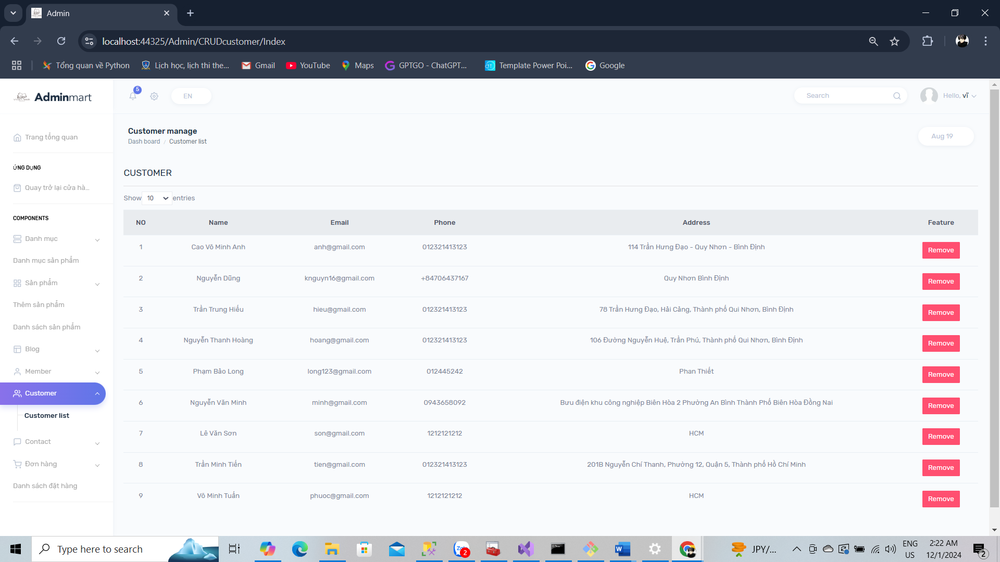 Admin
localhost:44325/Admin/CRUDcustomer/Index
Tổng quan về Python
Lịch học, lịch thi the...
Gmail
YouTube
Maps
GPTGO - ChatGPT...
Template Power Poi...
Google
Adminmart
5
EN
Search
Hello, vĩ
Trang tổng quan
ỨNG DỤNG
Quay trở lại cửa hà...
COMPONENTS
Danh mục
Danh mục sản phẩm
Sản phẩm
Thêm sản phẩm
Danh sách sản phẩm
Blog
Member
Customer
Customer list
Contact
Đơn hàng
Danh sách đặt hàng
Customer manage
Dash board / Customer list
Aug 19
CUSTOMER
Show 10 entries
NO Name Email Phone Address Feature
1 Cao Võ Minh Anh anh@gmail.com 012321413123 114 Trần Hưng Đạo - Quy Nhơn - Bình Định Remove
2 Nguyễn Dũng knguyn16@gmail.com +84706437167 Quy Nhơn Bình Định Remove
3 Trần Trung Hiếu hieu@gmail.com 012321413123 78 Trần Hưng Đạo, Hải Cảng, Thành phố Qui Nhơn, Bình Định Remove
4 Nguyễn Thanh Hoàng hoang@gmail.com 012321413123 106 Đường Nguyễn Huệ, Trần Phú, Thành phố Qui Nhơn, Bình Định Remove
5 Phạm Bảo Long long123@gmail.com 012445242 Phan Thiết Remove
6 Nguyễn Văn Minh minh@gmail.com 0943658092 Bưu điện khu công nghiệp Biên Hòa 2 Phường An Bình Thành Phố Biên Hòa Đồng Nai Remove
7 Lê Văn Sơn son@gmail.com 1212121212 HCM Remove
8 Trần Minh Tiến tien@gmail.com 012321413123 201B Nguyễn Chí Thanh, Phường 12, Quận 5, Thành phố Hồ Chí Minh Remove
9 Võ Minh Tuấn phuoc@gmail.com 1212121212 HCM Remove
Type here to search
2
JPY/...
ENG
US
2:22 AM
12/1/2024
2